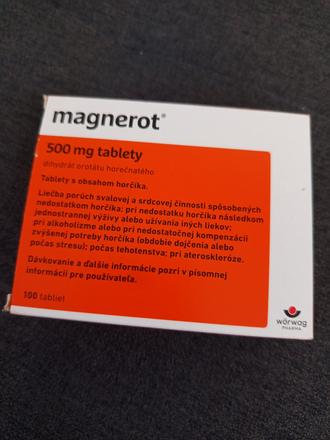 magnerot®
500 mg tablety
dihydrát orotátu horečnatého
Tablety s obsahom horčíka.
Liečba porúch svalovej a srdcovej činnosti spôsobených
nedostatkom horčíka; pri nedostatku horčíka následkom
jednostrannej výživy alebo užívania iných liekov;
pri alkoholizme alebo pri nedostatočnej kompenzácii
zvýšenej potreby horčíka (obdobie dojčenia alebo
počas stresu); počas tehotenstva; pri ateroskleróze.
Dávkovanie a ďalšie informácie pozri v písomnej
informácii pre používateľa.
100 tabliet
wörwag
PHARMA